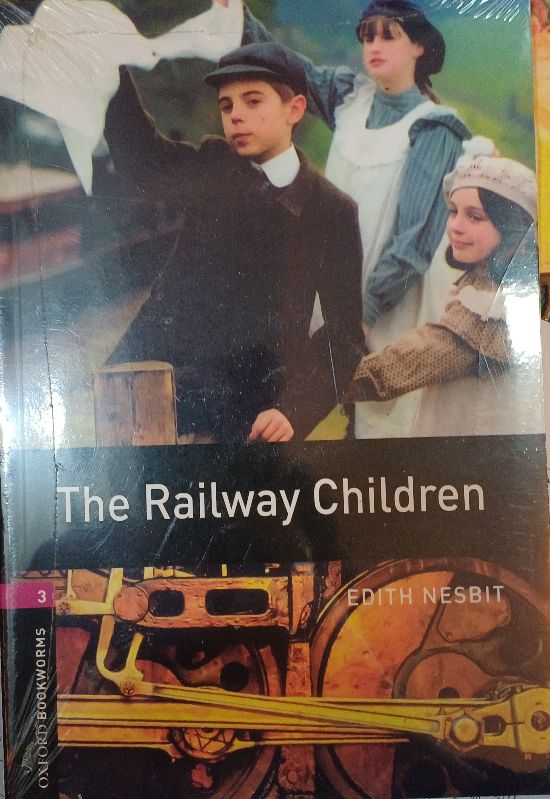 The Railway Children
EDITH NESBIT
3
OXFORD BOOKWORMS